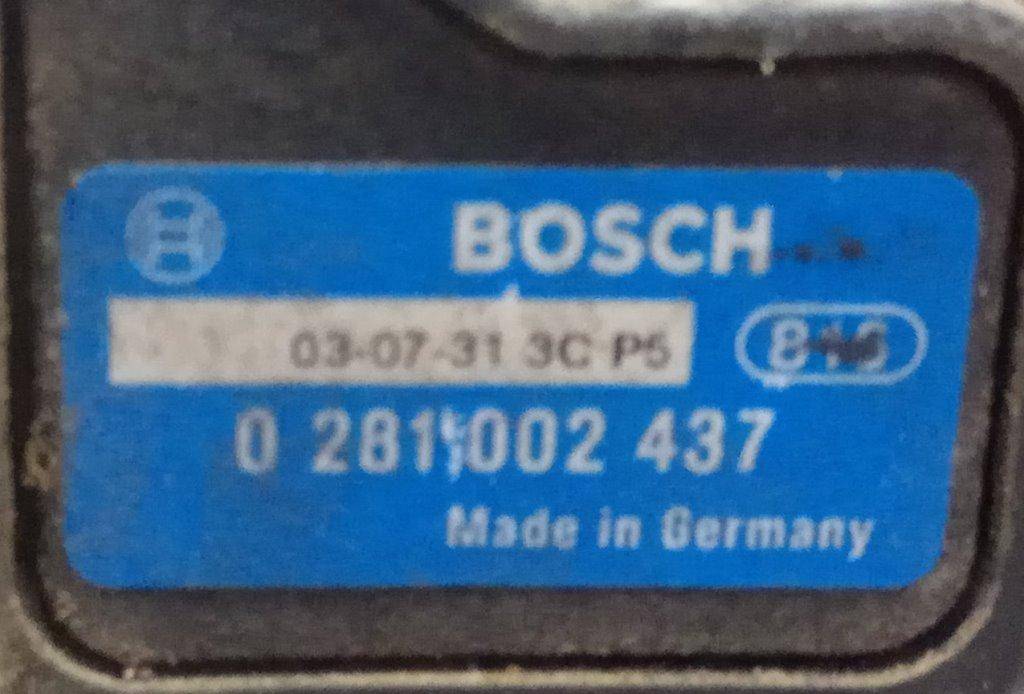 BOSCH
03-07-31 3C P5
0 281 002 437
Made in Germany